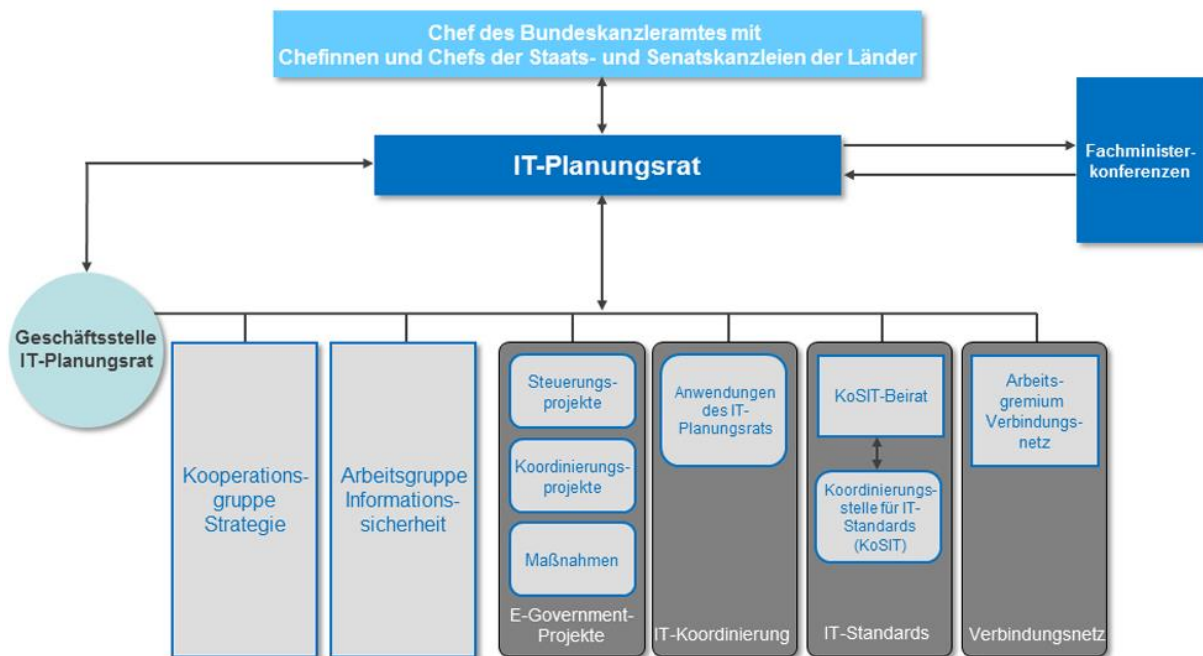 Chef des Bundeskanzleramtes mit
Chefinnen und Chefs der Staats- und Senatskanzleien der Länder
IT-Planungsrat
Fachminister-
konferenzen
Geschäftsstelle
IT-Planungsrat
Kooperations-
gruppe
Strategie
Arbeitsgruppe
Informations-
sicherheit
Steuerungs-
projekte
Koordinierungs-
projekte
Maßnahmen
E-Government-
Projekte
Anwendungen
des IT-
Planungsrats
IT-Koordinierung
KoSIT-Beirat
Koordinierungs-
stelle für IT-
Standards
(KoSIT)
IT-Standards
Arbeits-
gremium
Verbindungs-
netz
Verbindungsnetz